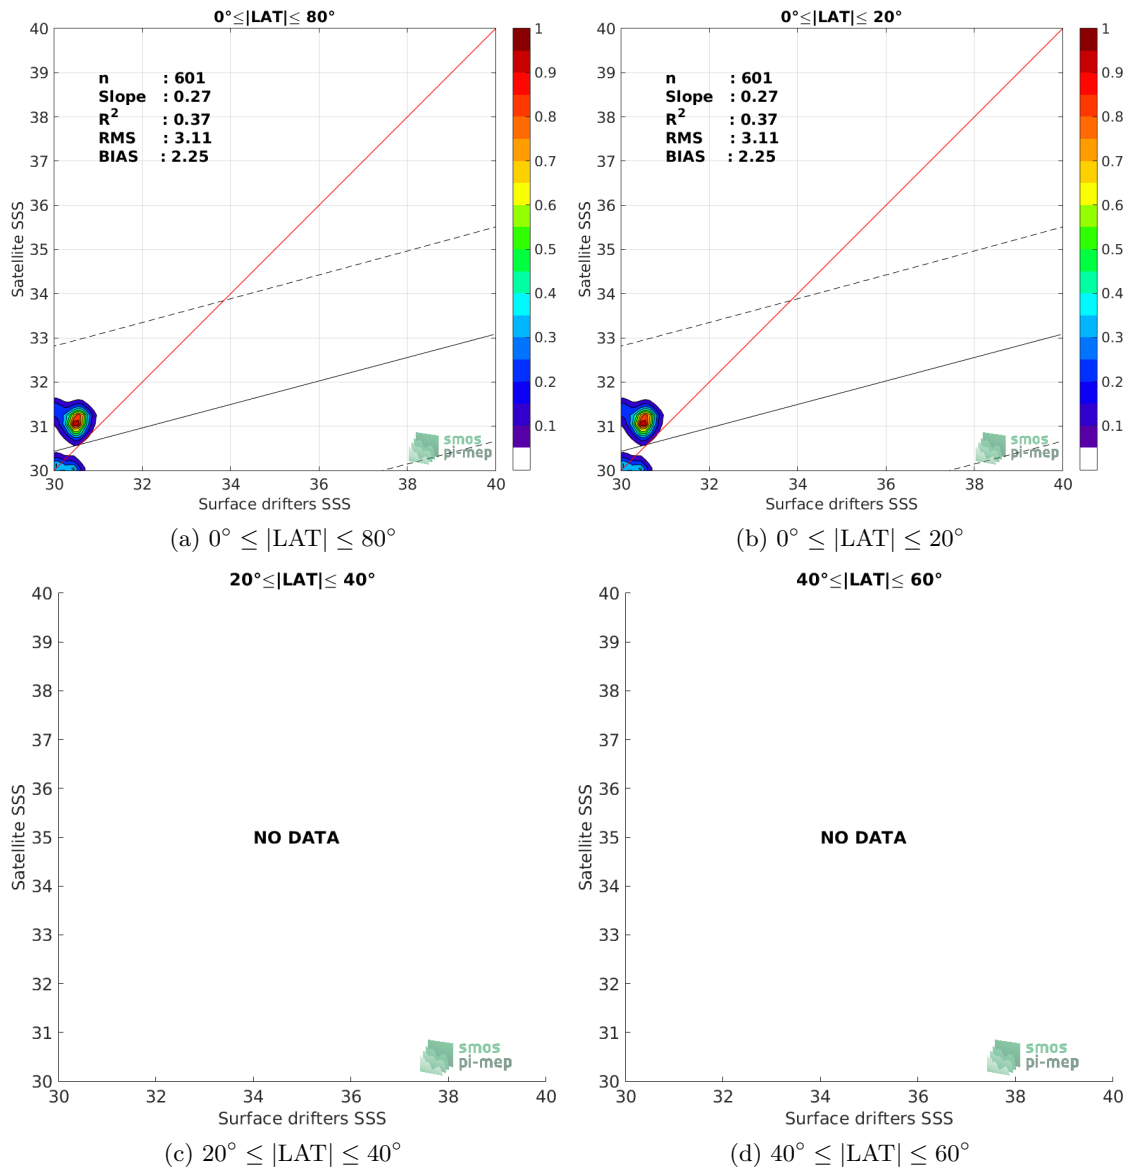 0°≤|LAT|≤ 80°
40
39
38
37
36
35
34
33
32
31
30
n : 601
Slope : 0.27
R2 : 0.37
RMS : 3.11
BIAS : 2.25
Satellite SSS
smos
pi-mep
30 32 34 36 38 40
Surface drifters SSS
1
0.9
0.8
0.7
0.6
0.5
0.4
0.3
0.2
0.1
(a) 0° ≤ |LAT| ≤ 80°
0°≤|LAT|≤ 20°
40
39
38
37
36
35
34
33
32
31
30
n : 601
Slope : 0.27
R2 : 0.37
RMS : 3.11
BIAS : 2.25
Satellite SSS
smos
pi-mep
30 32 34 36 38 40
Surface drifters SSS
1
0.9
0.8
0.7
0.6
0.5
0.4
0.3
0.2
0.1
(b) 0° ≤ |LAT| ≤ 20°
20°≤|LAT|≤ 40°
40
39
38
37
36
35
34
33
32
31
30
Satellite SSS
NO DATA
smos
pi-mep
30 32 34 36 38 40
Surface drifters SSS
(c) 20° ≤ |LAT| ≤ 40°
40°≤|LAT|≤ 60°
40
39
38
37
36
35
34
33
32
31
30
Satellite SSS
NO DATA
smos
pi-mep
30 32 34 36 38 40
Surface drifters SSS
(d) 40° ≤ |LAT| ≤ 60°